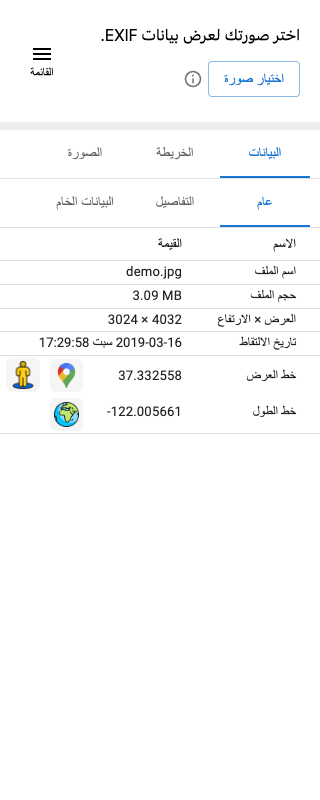 اختر صورتك لعرض بيانات EXIF.
القائمة
اختيار صورة
البيانات الخريطة الصورة
عام التفاصيل البيانات الخام
الاسم القيمة
اسم الملف demo.jpg
حجم الملف 3.09 MB
العرض × الارتفاع 3024 × 4032
تاريخ الالتقاط 2019-03-16 سبت 17:29:58
خط العرض 37.332558
خط الطول -122.005661